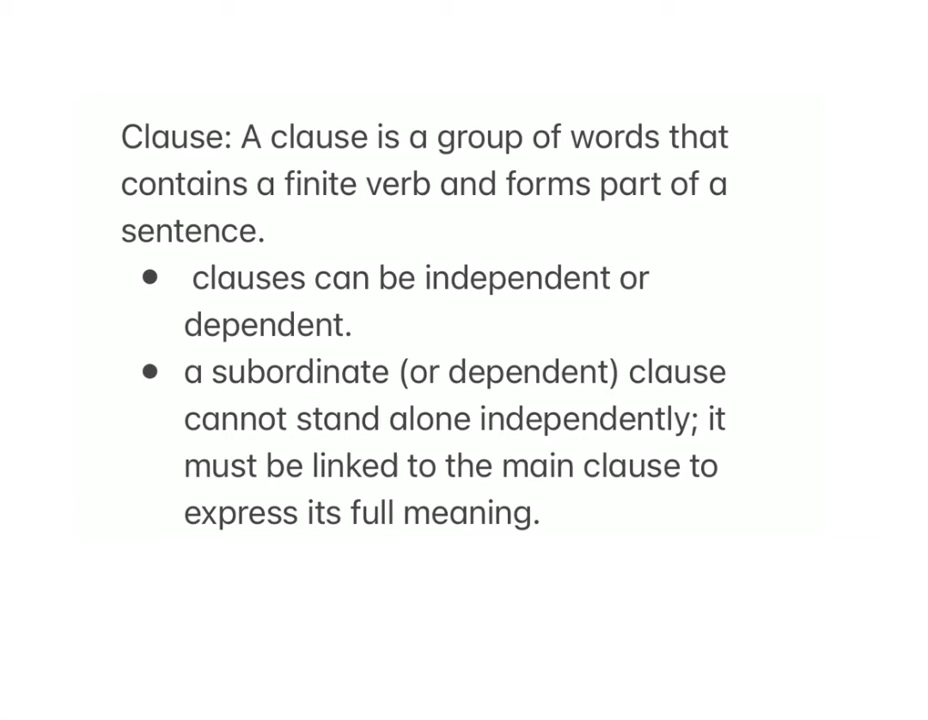 Clause: A clause is a group of words that
contains a finite verb and forms part of a
sentence.
● clauses can be independent or
dependent.
● a subordinate (or dependent) clause
cannot stand alone independently; it
must be linked to the main clause to
express its full meaning.